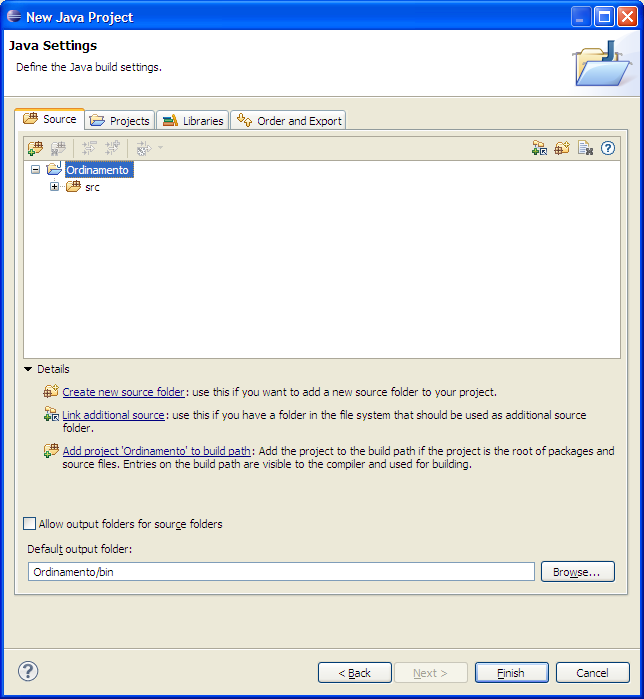 New Java Project
Java Settings
Define the Java build settings.
Source Projects Libraries Order and Export
Ordinamento
src
Details
Create new source folder: use this if you want to add a new source folder to your project.
Link additional source: use this if you have a folder in the file system that should be used as additional source
folder.
Add project 'Ordinamento' to build path: Add the project to the build path if the project is the root of packages and
source files. Entries on the build path are visible to the compiler and used for building.
Allow output folders for source folders
Default output folder:
Ordinamento/bin Browse...
< Back Next > Finish Cancel